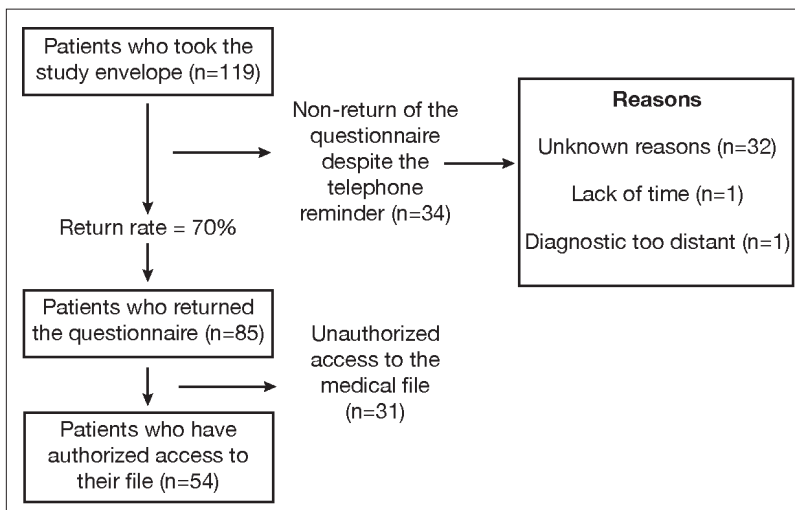 Patients who took the
study envelope (n=119)
Non-return of the
questionnaire
despite the
telephone
reminder (n=34)
Reasons
Unknown reasons (n=32)
Lack of time (n=1)
Diagnostic too distant (n=1)
Return rate = 70%
Patients who returned
the questionnaire (n=85)
Unauthorized
access to the
medical file
(n=31)
Patients who have
authorized access to
their file (n=54)